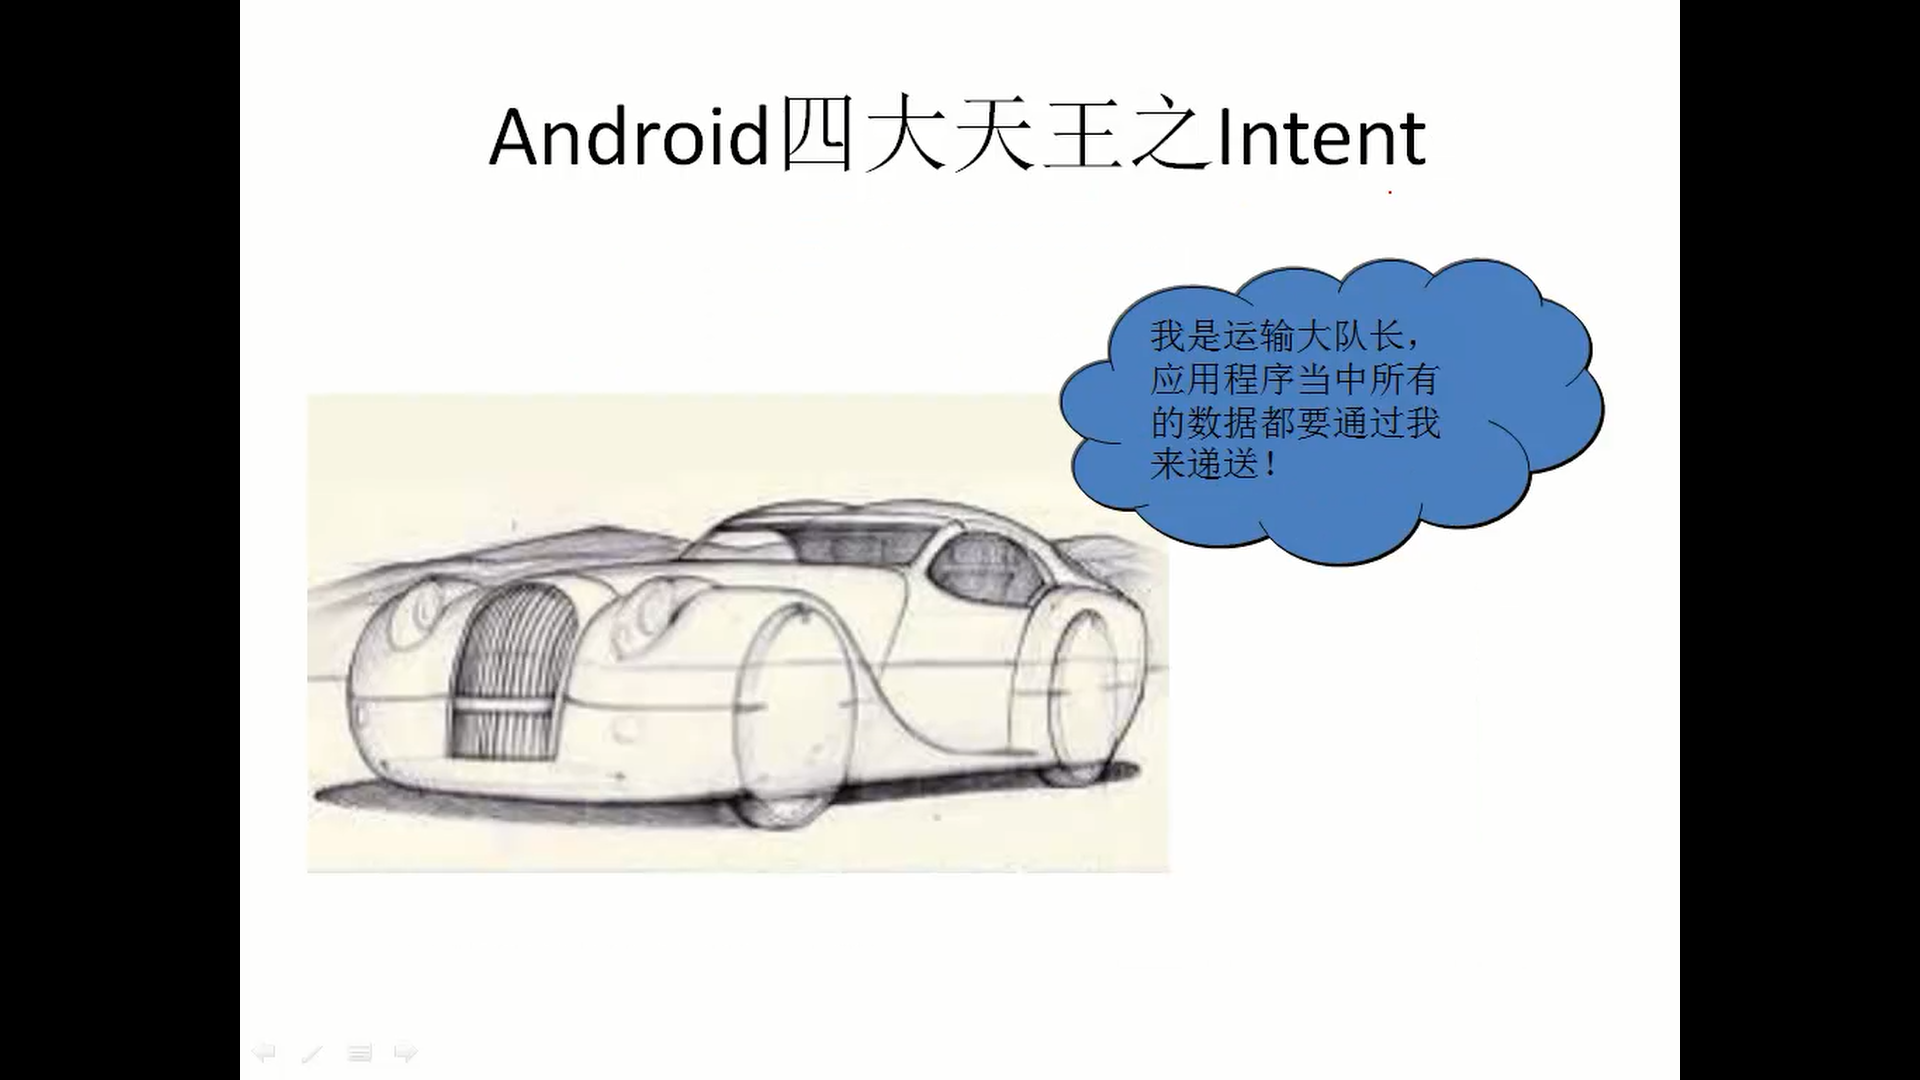 Android四大天王之Intent
我是运输大队长，
应用程序当中所有
的数据都要通过我
来递送！